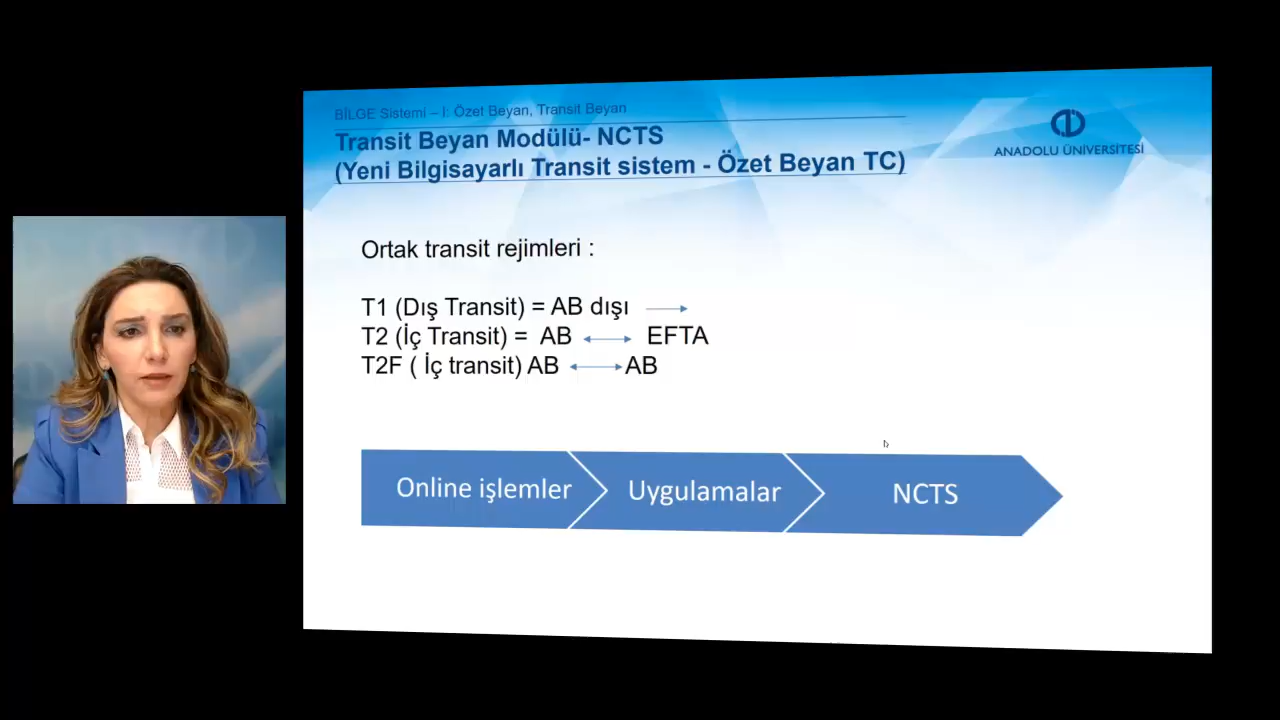 BİLGE Sistemi – I: Özet Beyan, Transit Beyan
Transit Beyan Modülü- NCTS
(Yeni Bilgisayarlı Transit sistem - Özet Beyan TC)
ANADOLU ÜNİVERSİTESİ
Ortak transit rejimleri :
T1 (Dış Transit) = AB dışı
T2 (İç Transit) = AB EFTA
T2F ( İç transit) AB AB
Online işlemler
Uygulamalar
NCTS